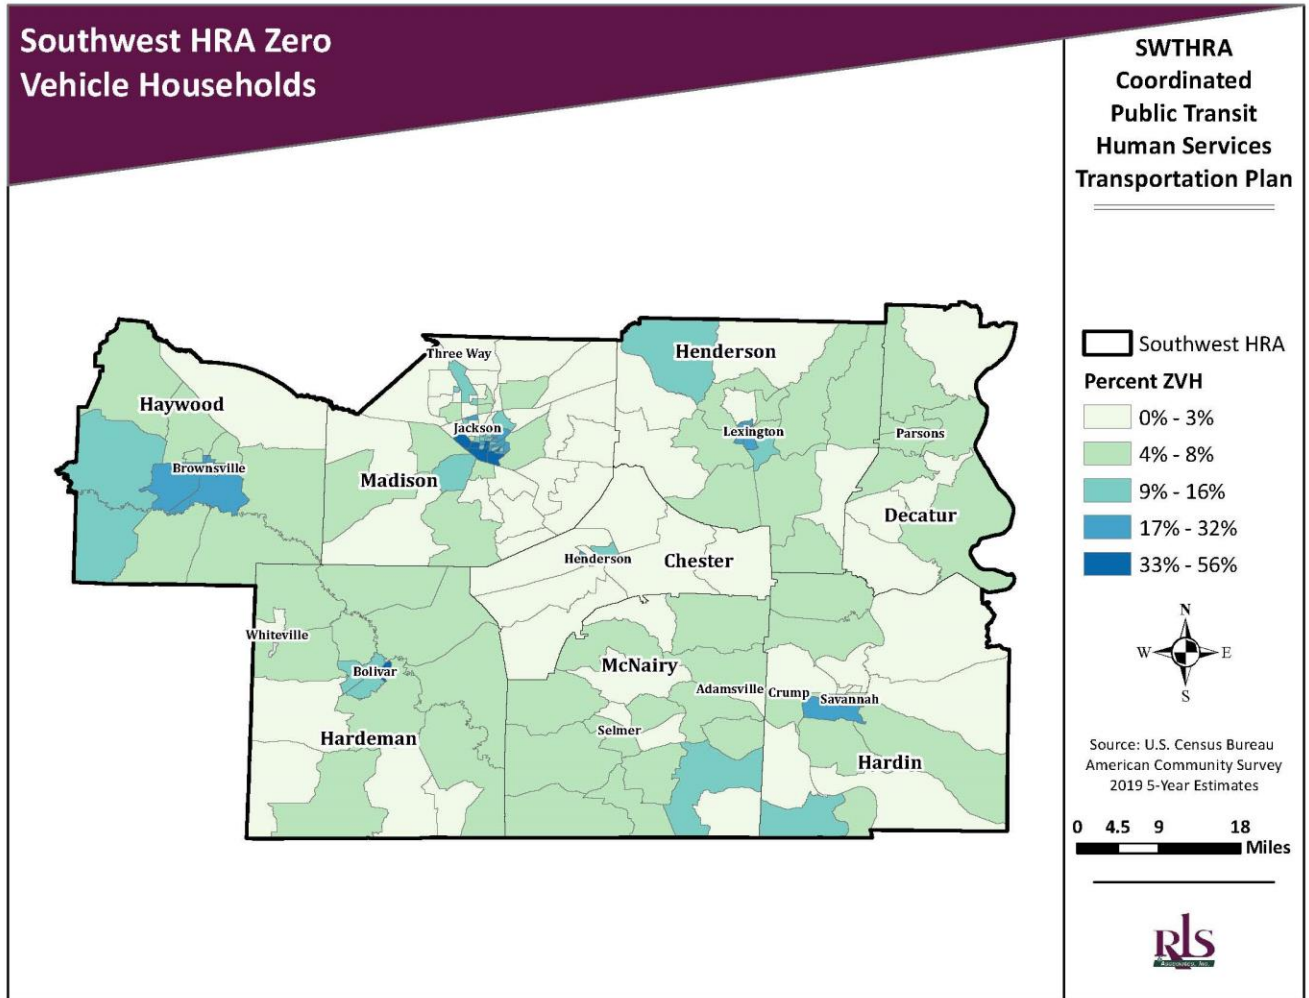 Southwest HRA Zero
Vehicle Households
SWTHRA
Coordinated
Public Transit
Human Services
Transportation Plan
Southwest HRA
Percent ZVH
0% - 3%
4% - 8%
9% - 16%
17% - 32%
33% - 56%
N
W E
S
Source: U.S. Census Bureau
American Community Survey
2019 5-Year Estimates
0 4.5 9 18
Miles
RLS
& Associates, Inc.
Three Way
Henderson
Haywood
Jackson
Lexington
Parsons
Brownsville
Madison
Decatur
Henderson
Chester
Whiteville
McNairy
Bolivar
Adamsville
Crump
Savannah
Selmer
Hardeman
Hardin